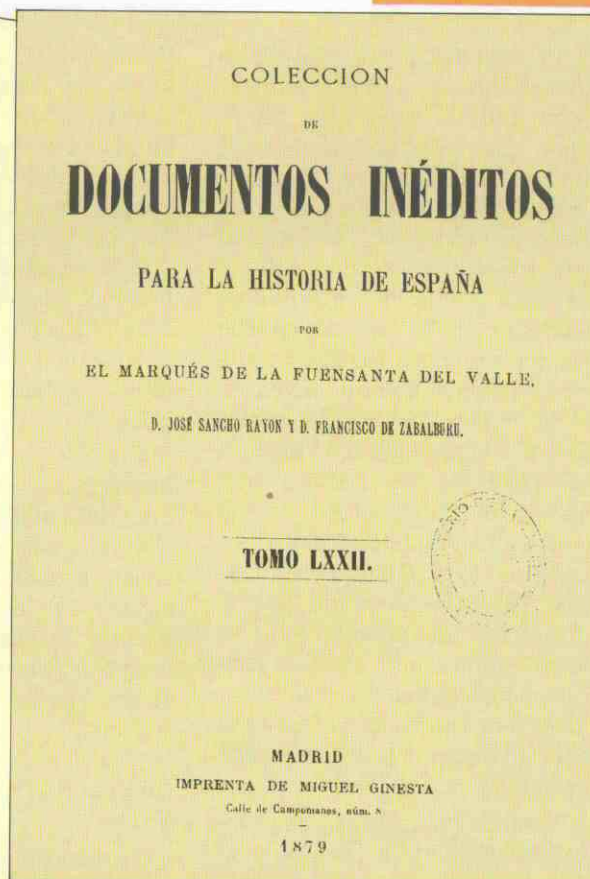 COLECCION
DE
DOCUMENTOS INÉDITOS
PARA LA HISTORIA DE ESPAÑA
POR
EL MARQUÉS DE LA FUENSANTA DEL VALLE,
D. JOSÉ SANCHO RAYON Y D. FRANCISCO DE ZABALBURU.
TOMO LXXII.
MADRID
IMPRENTA DE MIGUEL GINESTA
Calle de Campomanes, núm. 8
1879